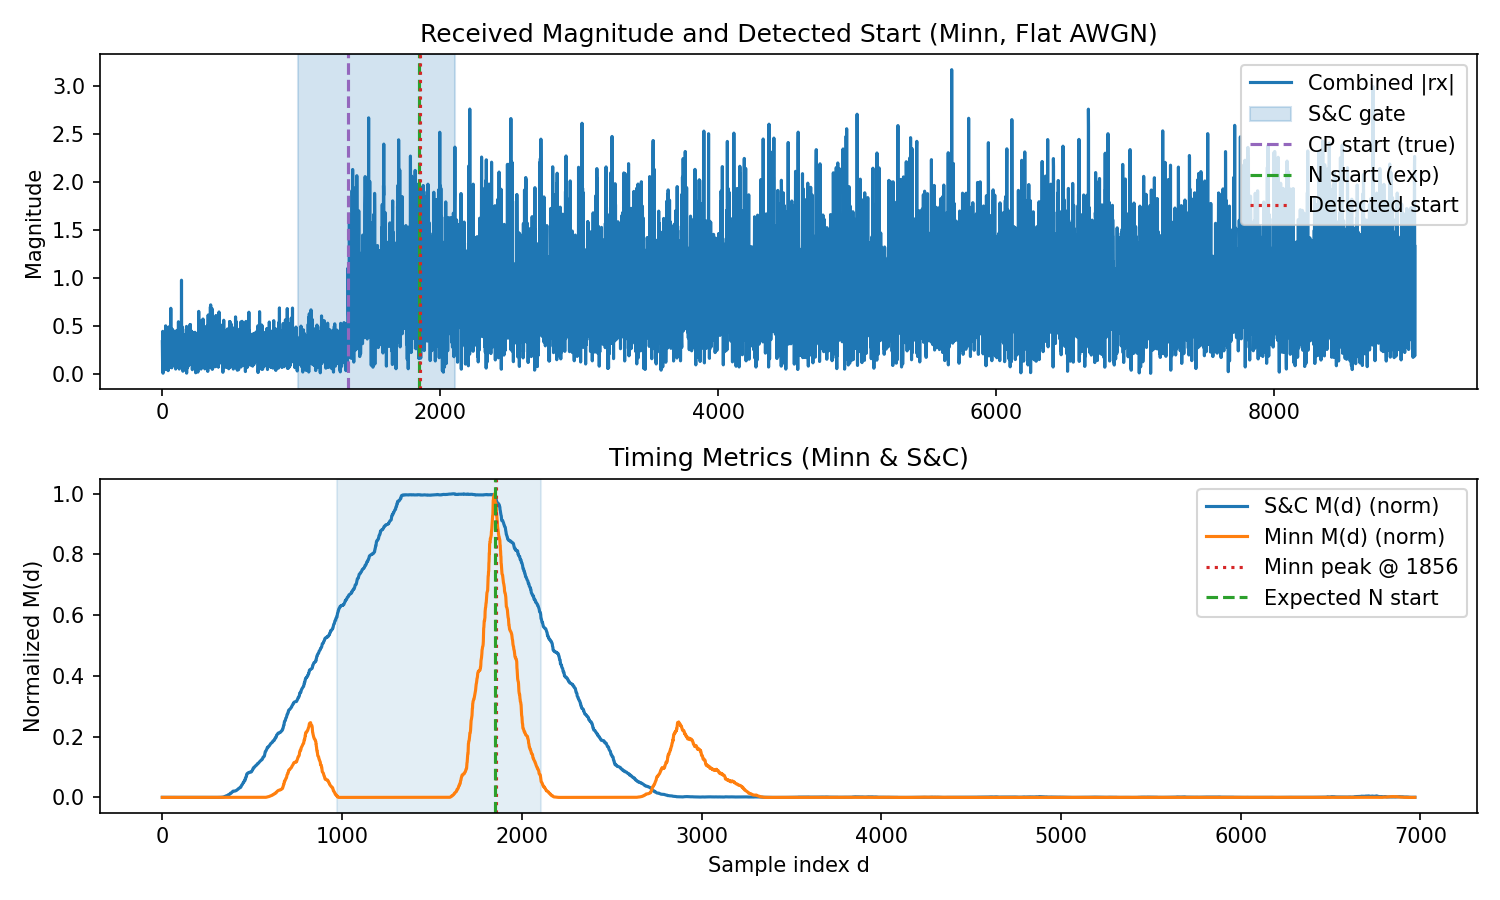 Received Magnitude and Detected Start (Minn, Flat AWGN)
Magnitude
3.0
2.5
2.0
1.5
1.0
0.5
0.0
Combined |rx|
S&C gate
CP start (true)
N start (exp)
Detected start
0 2000 4000 6000 8000
Timing Metrics (Minn & S&C)
Normalized M(d)
1.0
0.8
0.6
0.4
0.2
0.0
S&C M(d) (norm)
Minn M(d) (norm)
Minn peak @ 1856
Expected N start
0 1000 2000 3000 4000 5000 6000 7000
Sample index d